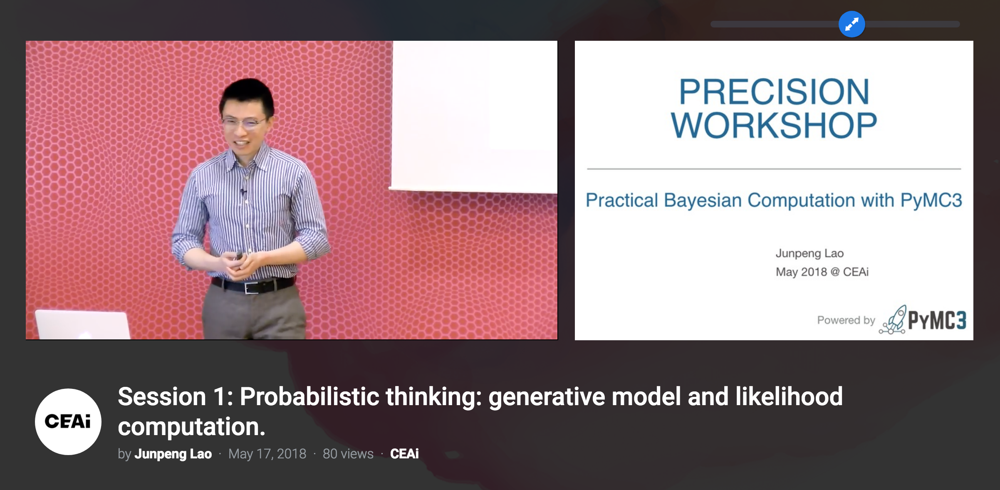 PRECISION
WORKSHOP
Practical Bayesian Computation with PyMC3
Junpeng Lao
May 2018 @ CEAi
Powered by PyMC3
CEAi
Session 1: Probabilistic thinking: generative model and likelihood
computation.
by Junpeng Lao · May 17, 2018 · 80 views · CEAi